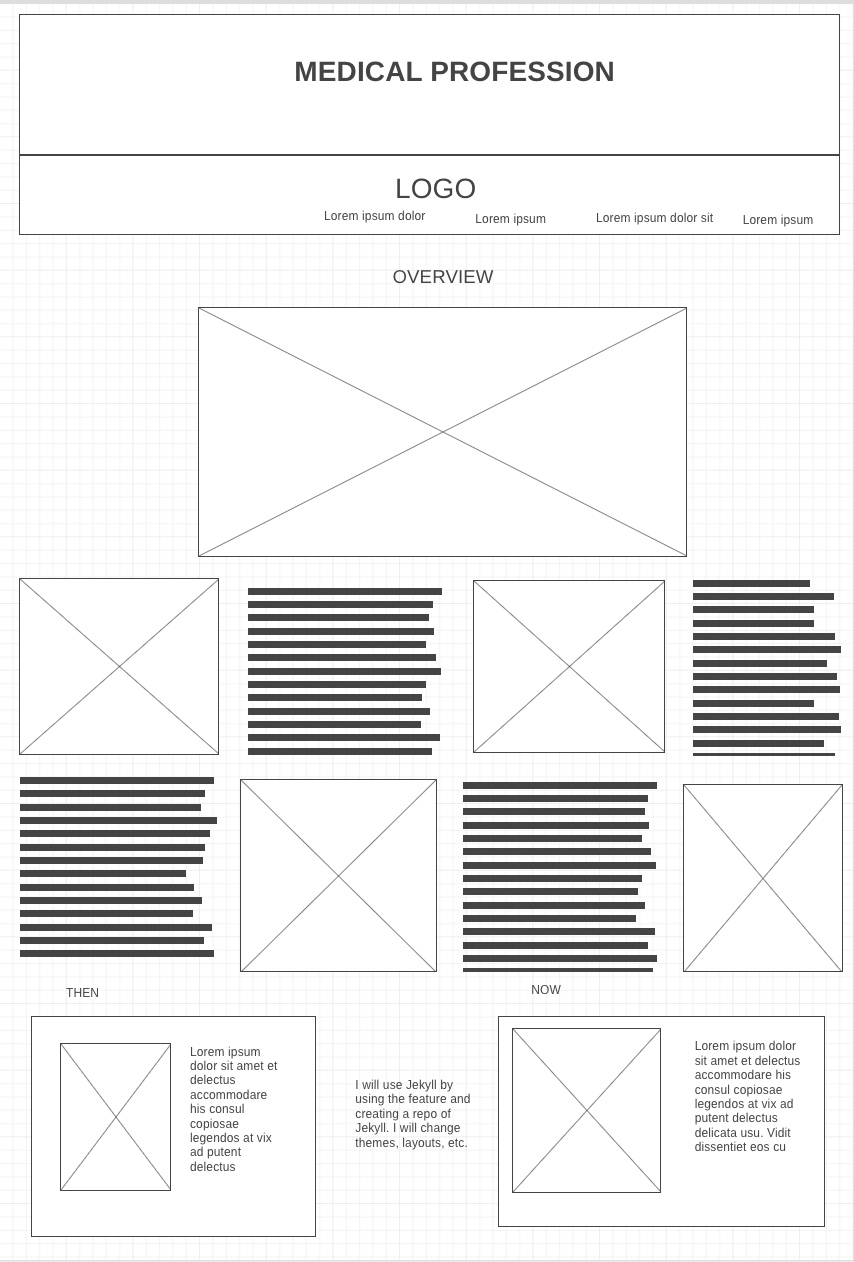 MEDICAL PROFESSION
LOGO
Lorem ipsum dolor
Lorem ipsum
Lorem ipsum dolor sit
Lorem ipsum
OVERVIEW
THEN
NOW
Lorem ipsum
dolor sit amet et
delectus
accommodare
his consul
copiosae
legendos at vix
ad putent
delectus
I will use Jekyll by
using the feature and
creating a repo of
Jekyll. I will change
themes, layouts, etc.
Lorem ipsum dolor
sit amet et delectus
accommodare his
consul copiosae
legendos at vix ad
putent delectus
delicata usu. Vidit
dissentiet eos cu